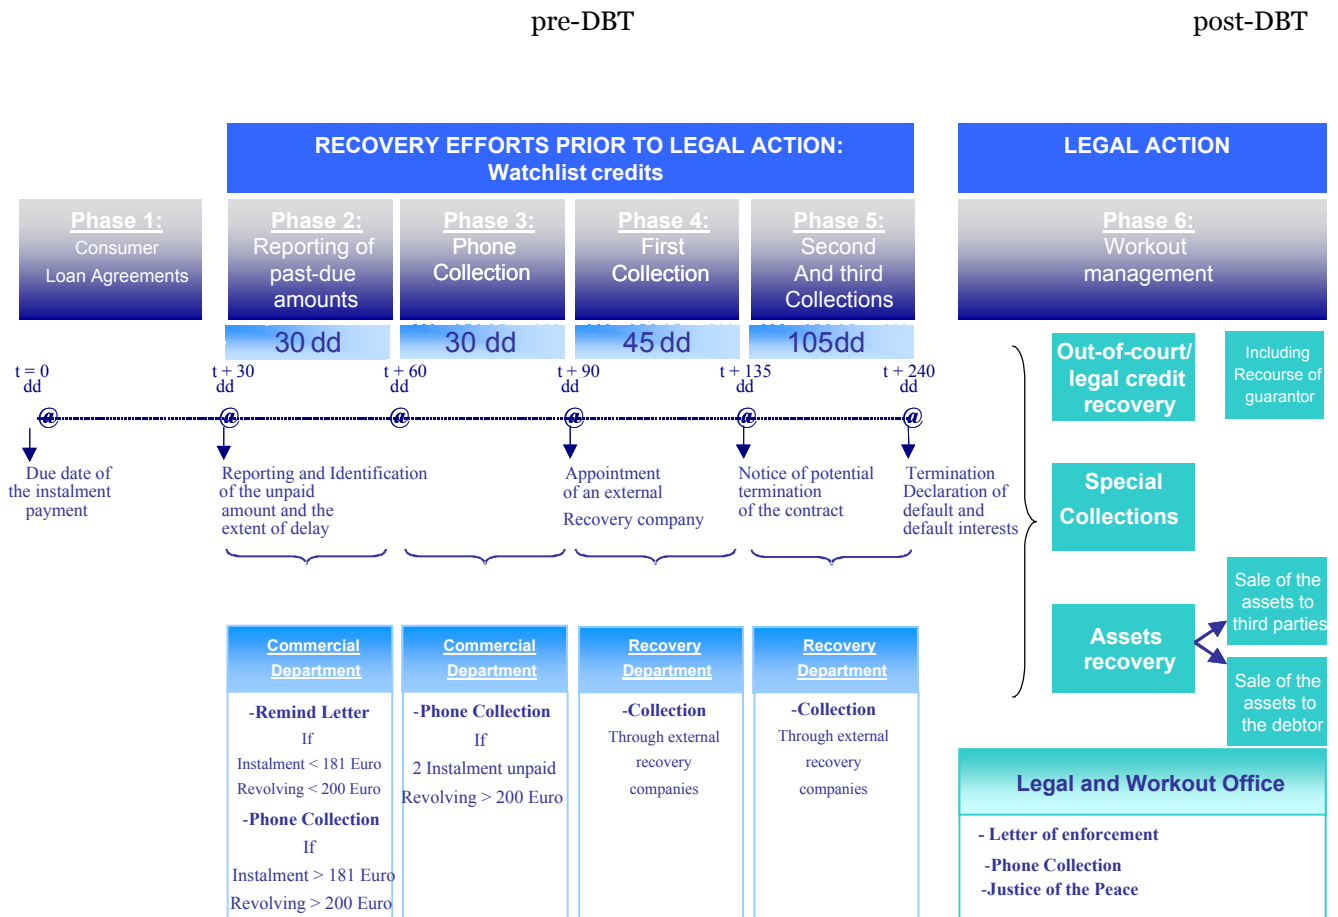 pre-DBT
post-DBT
RECOVERY EFFORTS PRIOR TO LEGAL ACTION:
Watchlist credits
LEGAL ACTION
Phase 1:
Consumer
Loan Agreements
Phase 2:
Reporting of
past-due
amounts
Phase 3:
Phone
Collection
Phase 4:
First
Collection
Phase 5:
Second
And third
Collections
Phase 6:
Workout
management
30 dd
30 dd
45 dd
105dd
t = 0
dd
t + 30
dd
t + 60
dd
t + 90
dd
t + 135
dd
t + 240
dd
@ @ @ @ @ @
Due date of
the instalment
payment
Reporting and Identification
of the unpaid
amount and the
extent of delay
Appointment
of an external
Recovery company
Notice of potential
termination
of the contract
Termination
Declaration of
default and
default interests
Out-of-court/
legal credit
recovery
Including
Recourse of
guarantor
Special
Collections
Assets
recovery
Sale of the
assets to
third parties
Sale of the
assets to
the debtor
Commercial
Department
-Remind Letter
If
Instalment < 181 Euro
Revolving < 200 Euro
-Phone Collection
If
Instalment > 181 Euro
Revolving > 200 Euro
Commercial
Department
-Phone Collection
If
2 Instalment unpaid
Revolving > 200 Euro
Recovery
Department
-Collection
Through external
recovery
companies
Recovery
Department
-Collection
Through external
recovery
companies
Legal and Workout Office
- Letter of enforcement
-Phone Collection
-Justice of the Peace